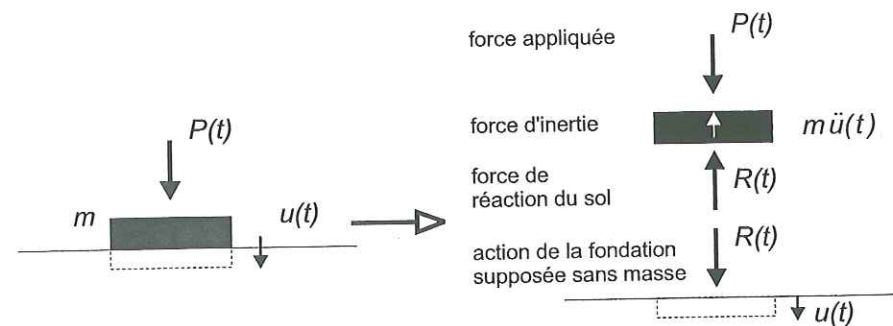 P(t)
m
u(t)
force appliquée
P(t)
force d'inertie
mü(t)
force de
réaction du sol
R(t)
R(t)
action de la fondation
supposée sans masse
u(t)